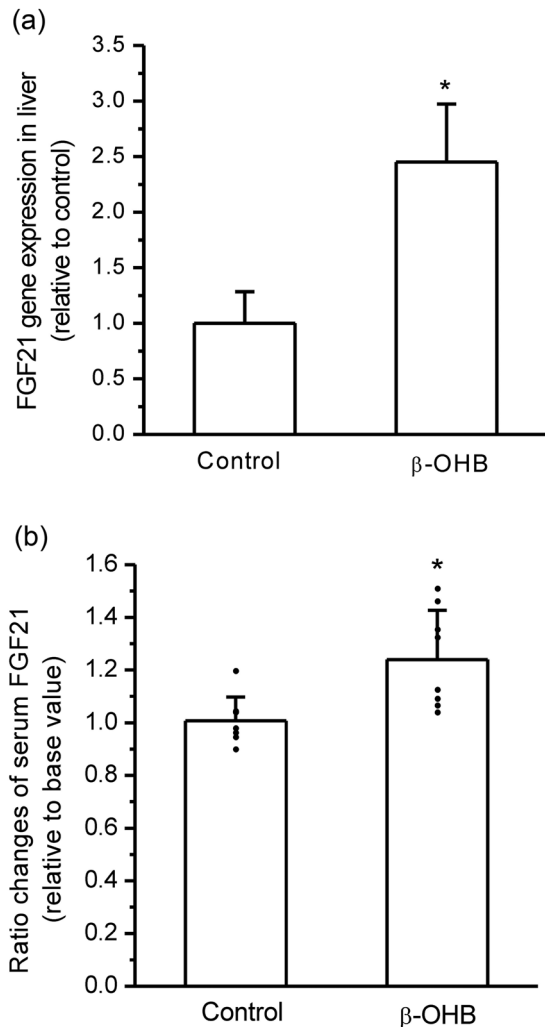 (a)
FGF21 gene expression in liver
(relative to control)
3.5
3.0
2.5
2.0
1.5
1.0
0.5
0.0
*
Control
β-OHB
(b)
Ratio changes of serum FGF21
(relative to base value)
1.6
1.4
1.2
1.0
0.8
0.6
0.4
0.2
0.0
*
Control
β-OHB